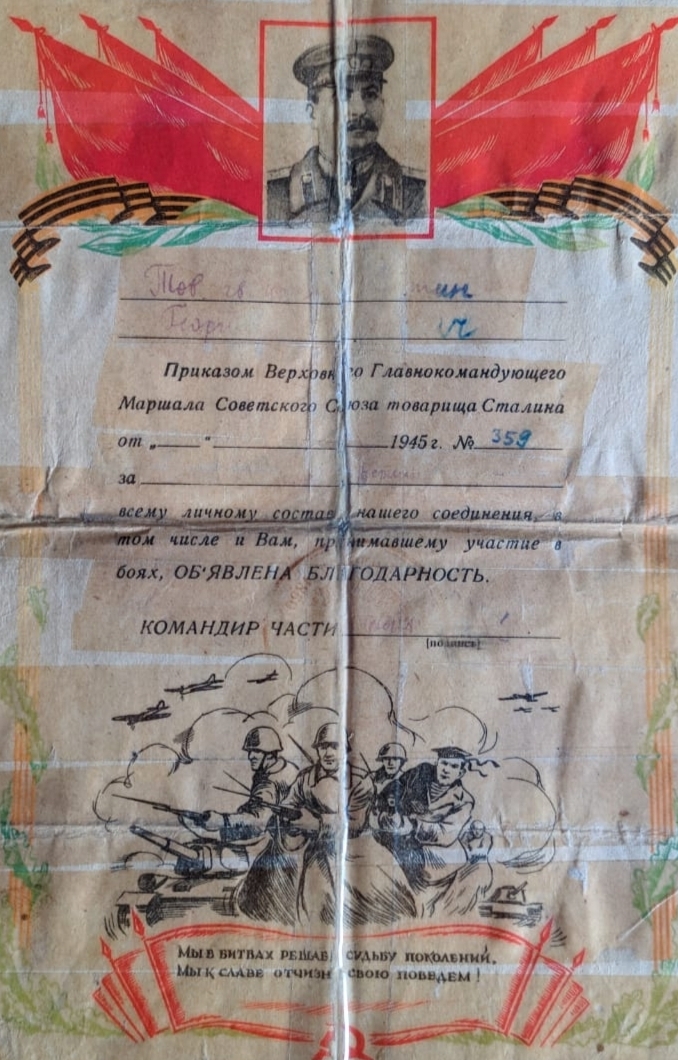 Тов
Приказом Верховного Главнокомандующего
Маршала Советского Союза товарища Сталина
от „ “ 1945 г. № 359
за
всему личному составу нашего соединения, в
том числе и Вам, принимавшему участие в
боях, ОБ'ЯВЛЕНА БЛАГОДАРНОСТЬ.
КОМАНДИР ЧАСТИ
(подпись)
Мы в битвах решаем судьбу поколений,
Мы к славе отчизну свою поведем!